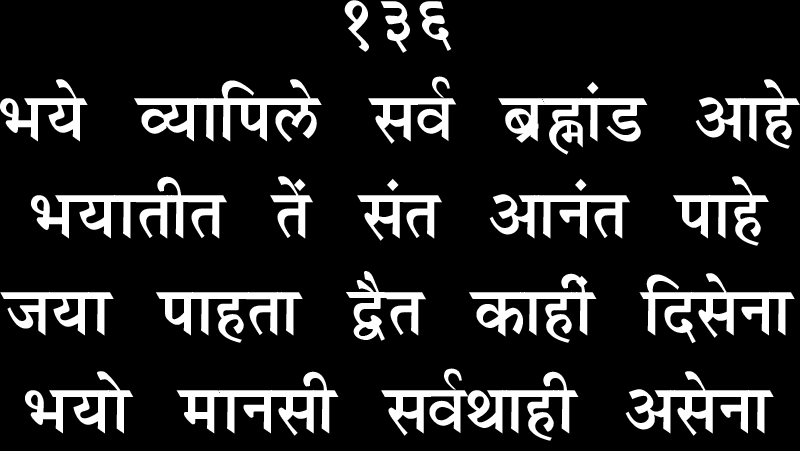 १३६
भये व्यापिले सर्व ब्रह्मांड आहे
भयातीत तें संत आनंत पाहे
जया पाहता द्वैत काहीं दिसेना
भयो मानसी सर्वथाही असेना